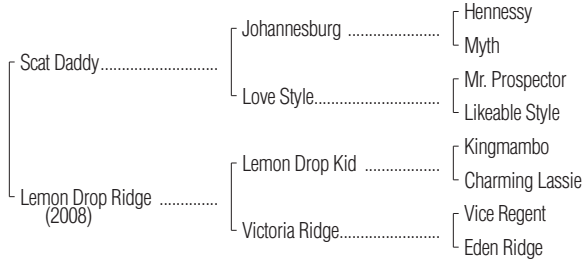 Hennessy
Johannesburg ....................
Myth
Scat Daddy..........................
Mr. Prospector
Love Style............................
Likeable Style
Kingmambo
Lemon Drop Kid .................
Charming Lassie
Lemon Drop Ridge .............
(2008)
Vice Regent
Victoria Ridge......................
Eden Ridge